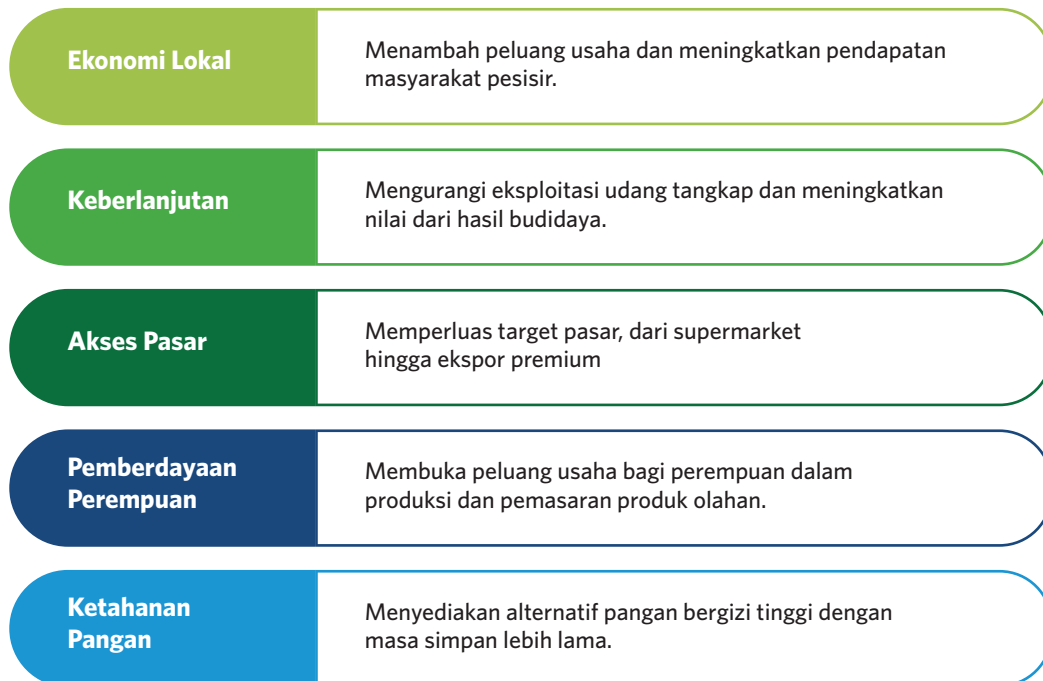 Ekonomi Lokal
Menambah peluang usaha dan meningkatkan pendapatan
masyarakat pesisir.
Keberlanjutan
Mengurangi eksploitasi udang tangkap dan meningkatkan
nilai dari hasil budidaya.
Akses Pasar
Memperluas target pasar, dari supermarket
hingga ekspor premium
Pemberdayaan
Perempuan
Membuka peluang usaha bagi perempuan dalam
produksi dan pemasaran produk olahan.
Ketahanan
Pangan
Menyediakan alternatif pangan bergizi tinggi dengan
masa simpan lebih lama.